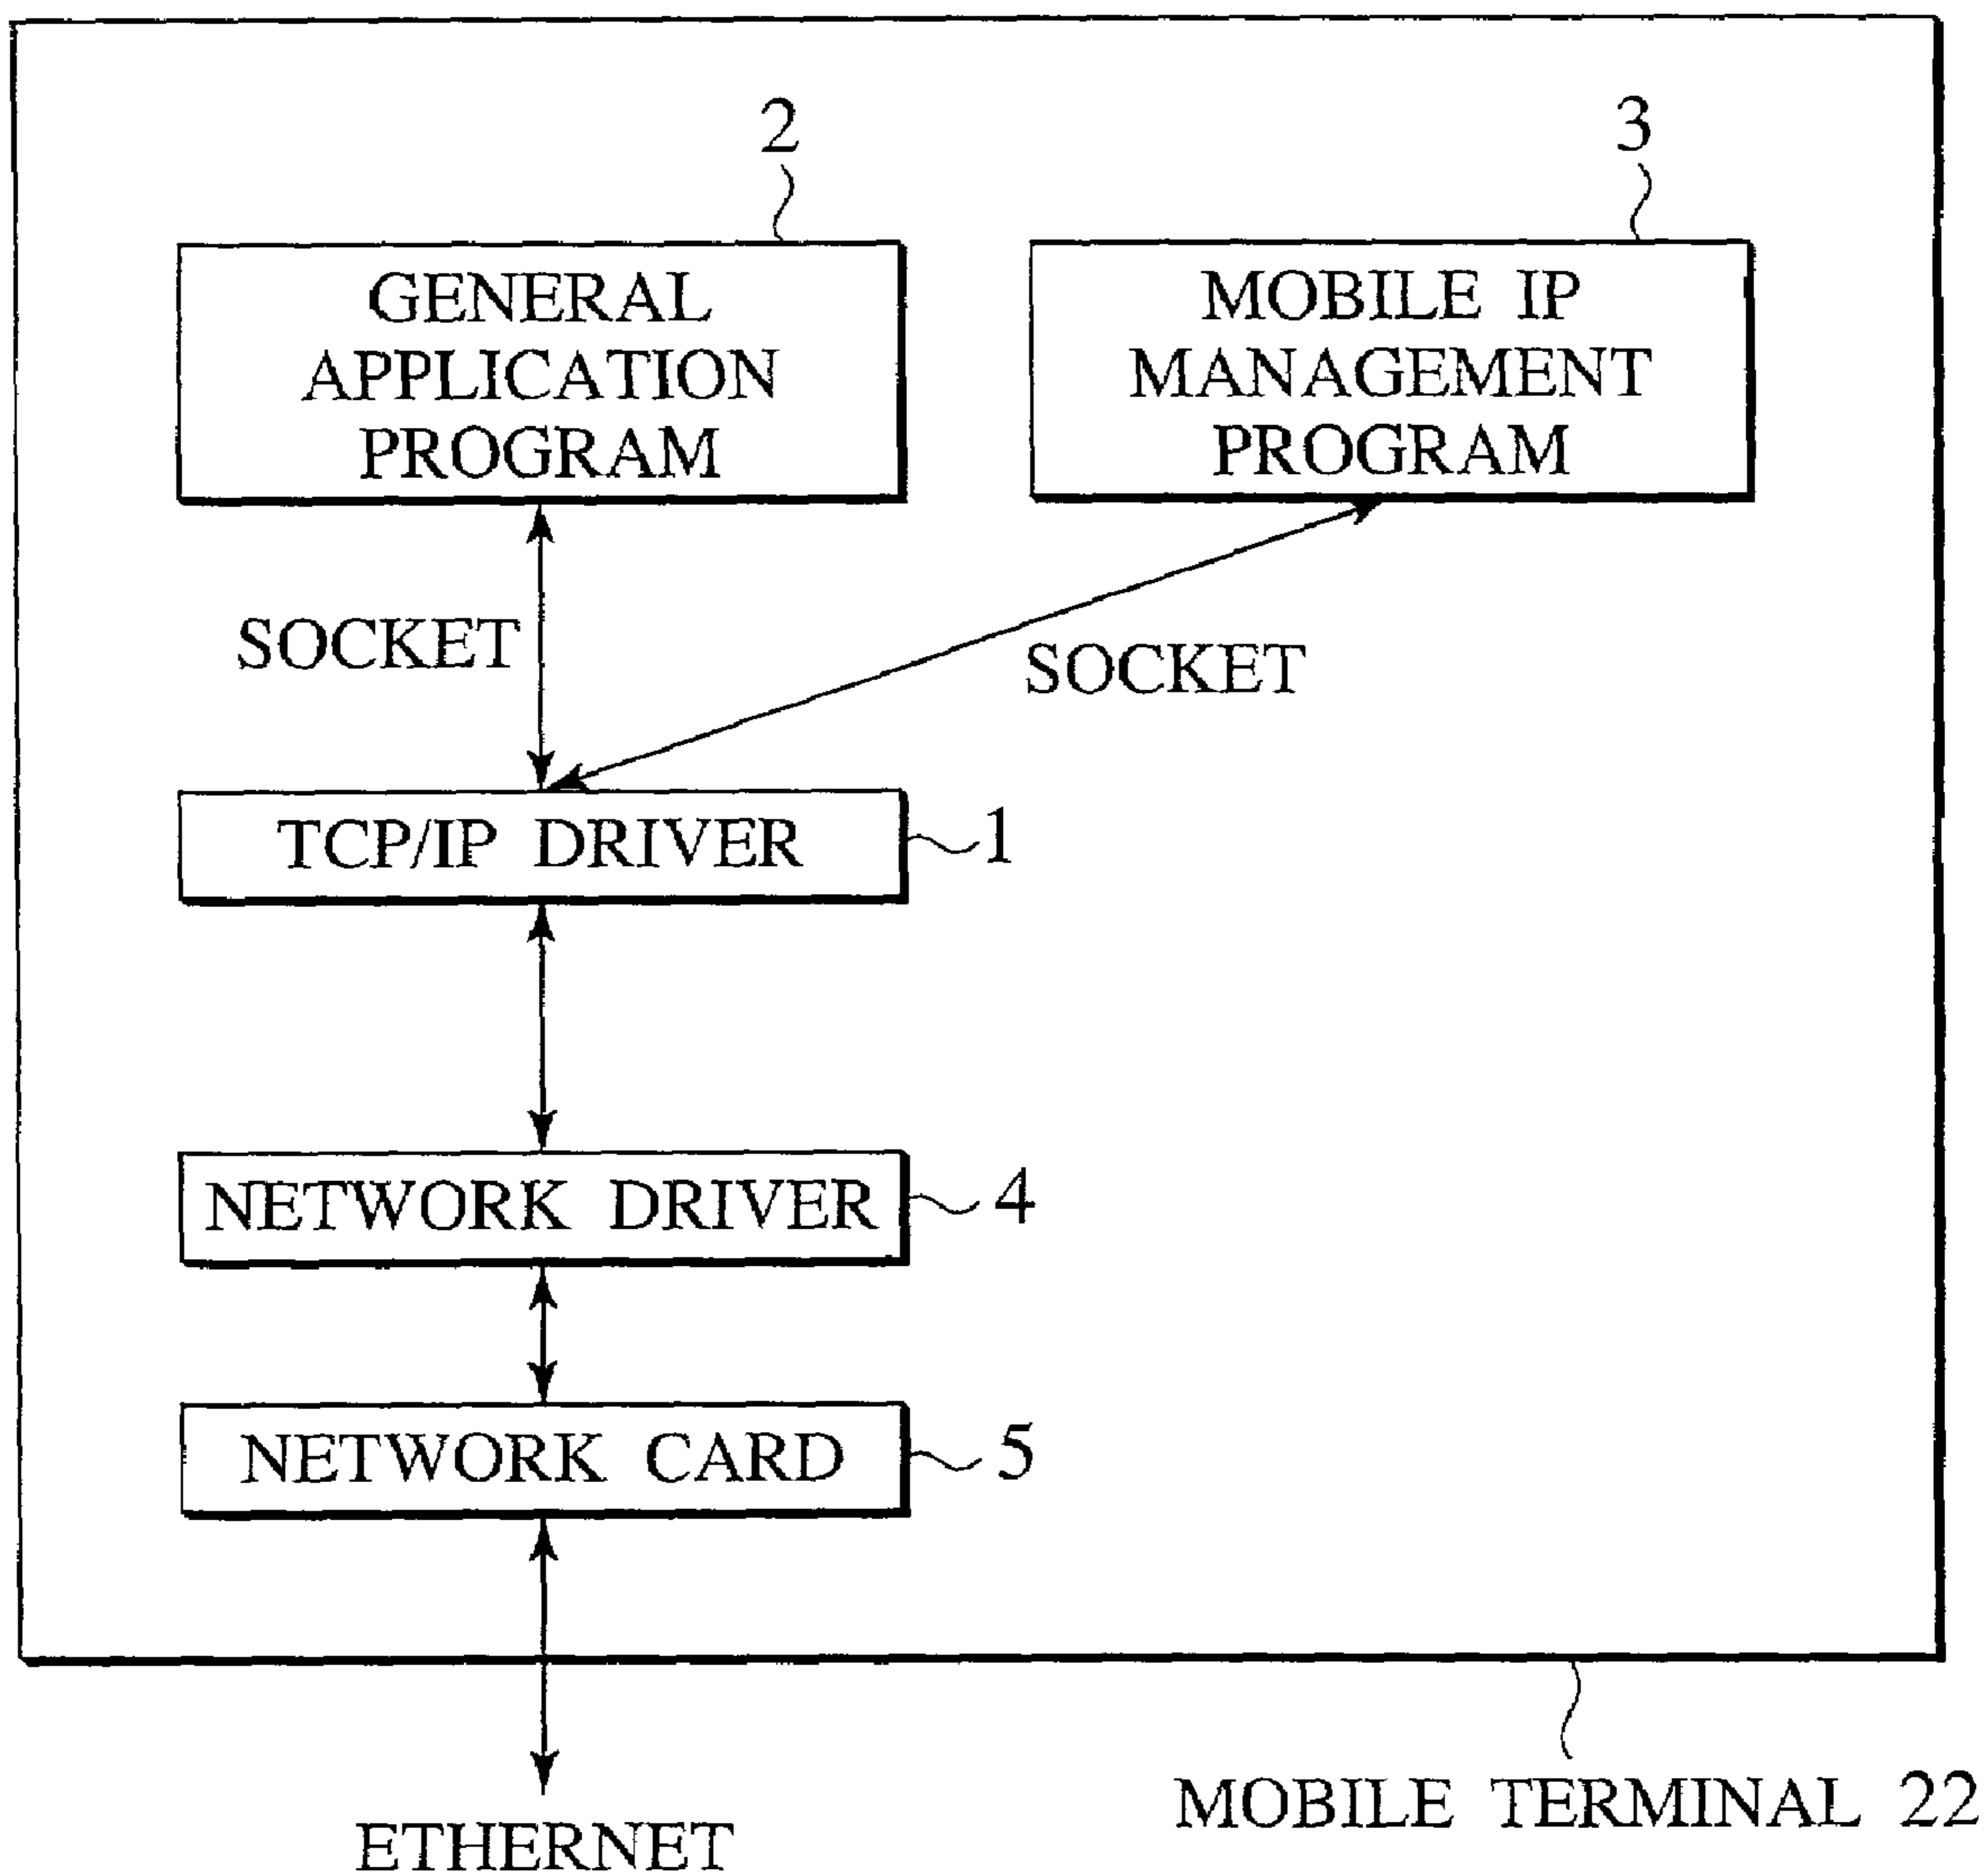 2
3
GENERAL
APPLICATION
PROGRAM
MOBILE IP
MANAGEMENT
PROGRAM
SOCKET
SOCKET
TCP/IP DRIVER
1
NETWORK DRIVER
4
NETWORK CARD
5
MOBILE TERMINAL 22
ETHERNET